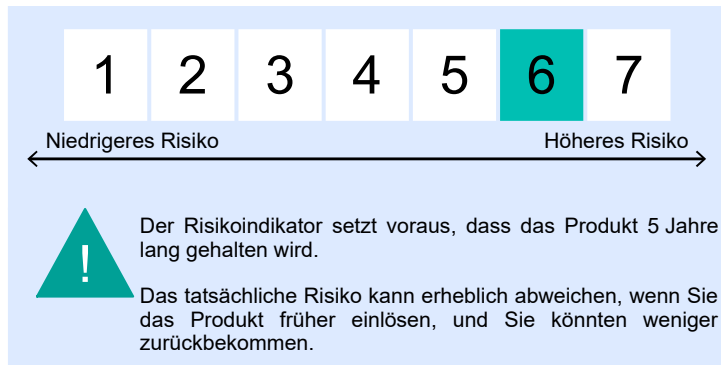 1 2 3 4 5 6 7
Niedrigeres Risiko Höheres Risiko
!
Der Risikoindikator setzt voraus, dass das Produkt 5 Jahre
lang gehalten wird.
Das tatsächliche Risiko kann erheblich abweichen, wenn Sie
das Produkt früher einlösen, und Sie könnten weniger
zurückbekommen.